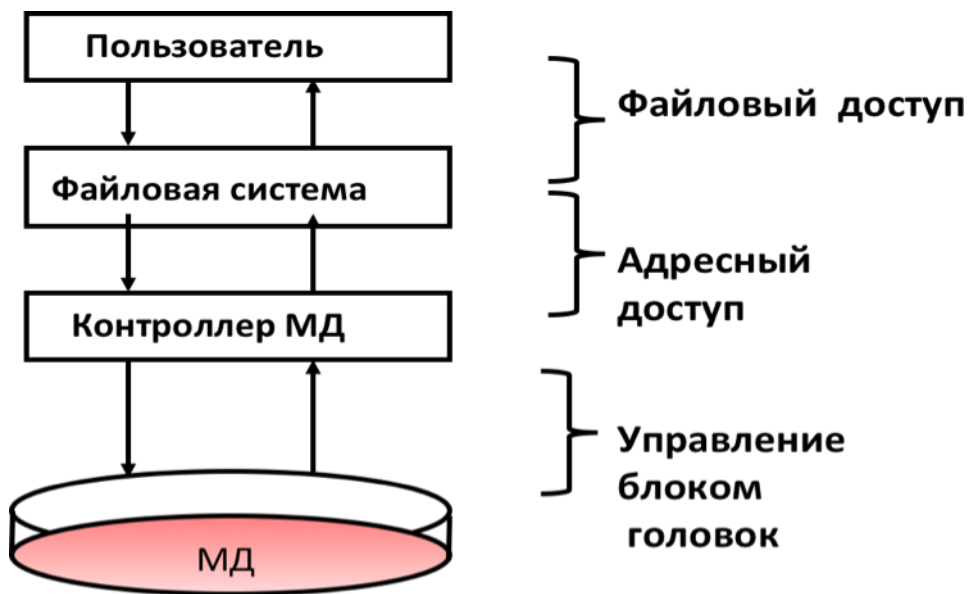 Пользователь
Файловый доступ
Файловая система
Адресный
доступ
Контроллер МД
Управление
блоком
головок
МД